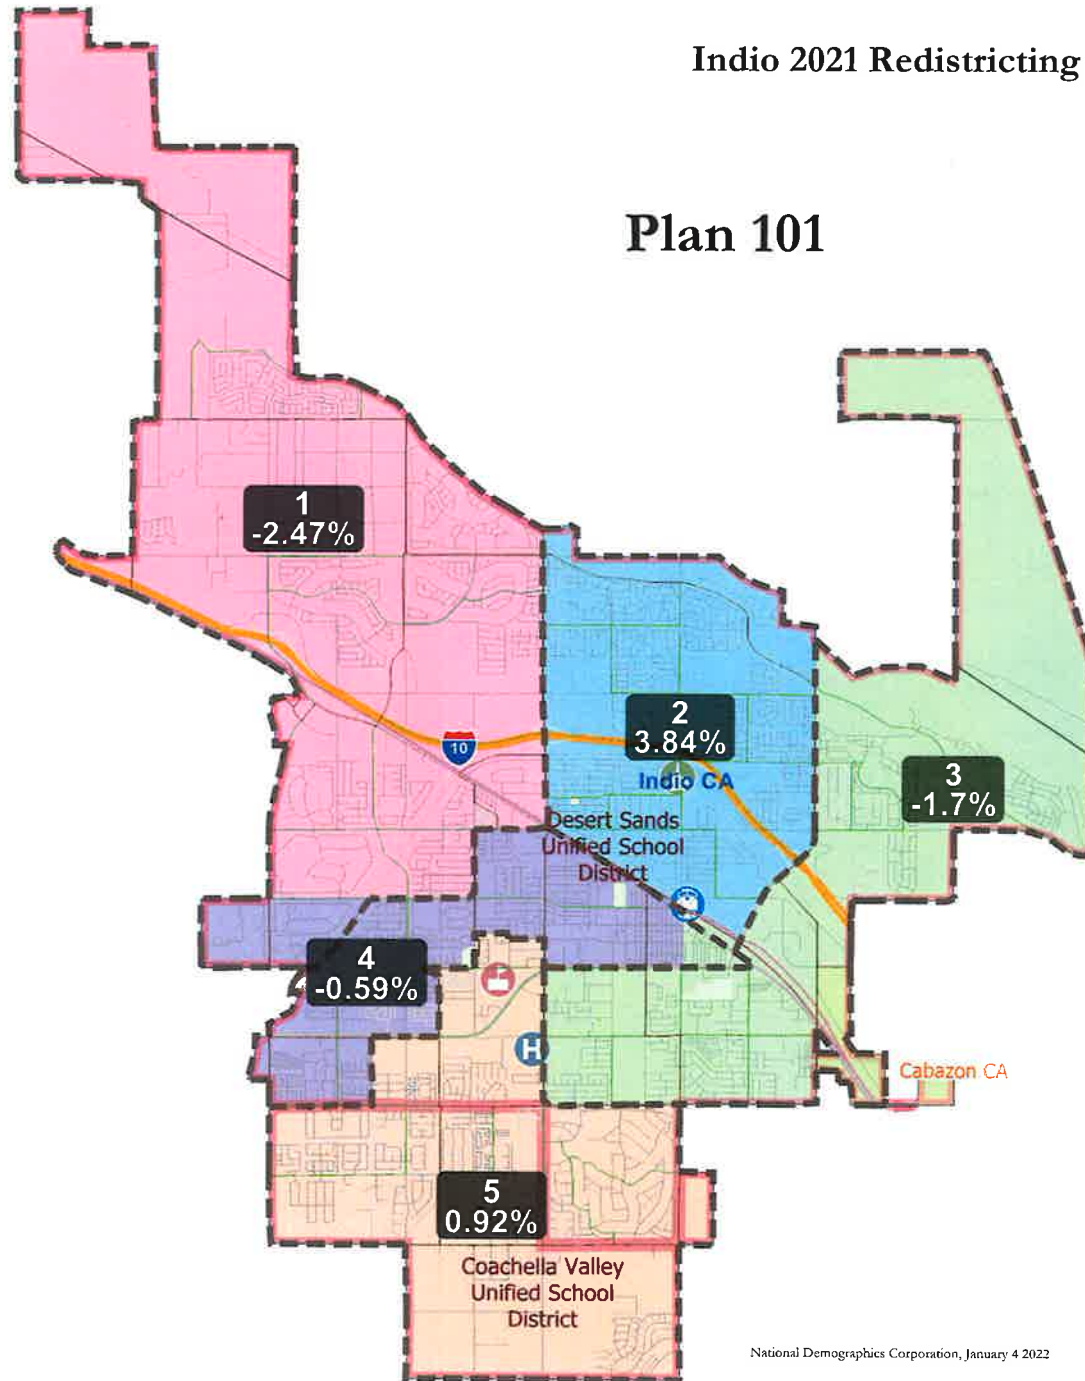 Indio 2021 Redistricting
Plan 101
1
-2.47%
2
3.84%
10
Indio CA
3
-1.7%
Desert Sands
Unified School
District
4
-0.59%
H
Cabazon CA
5
0.92%
Coachella Valley
Unified School
District
National Demographics Corporation, January 4 2022